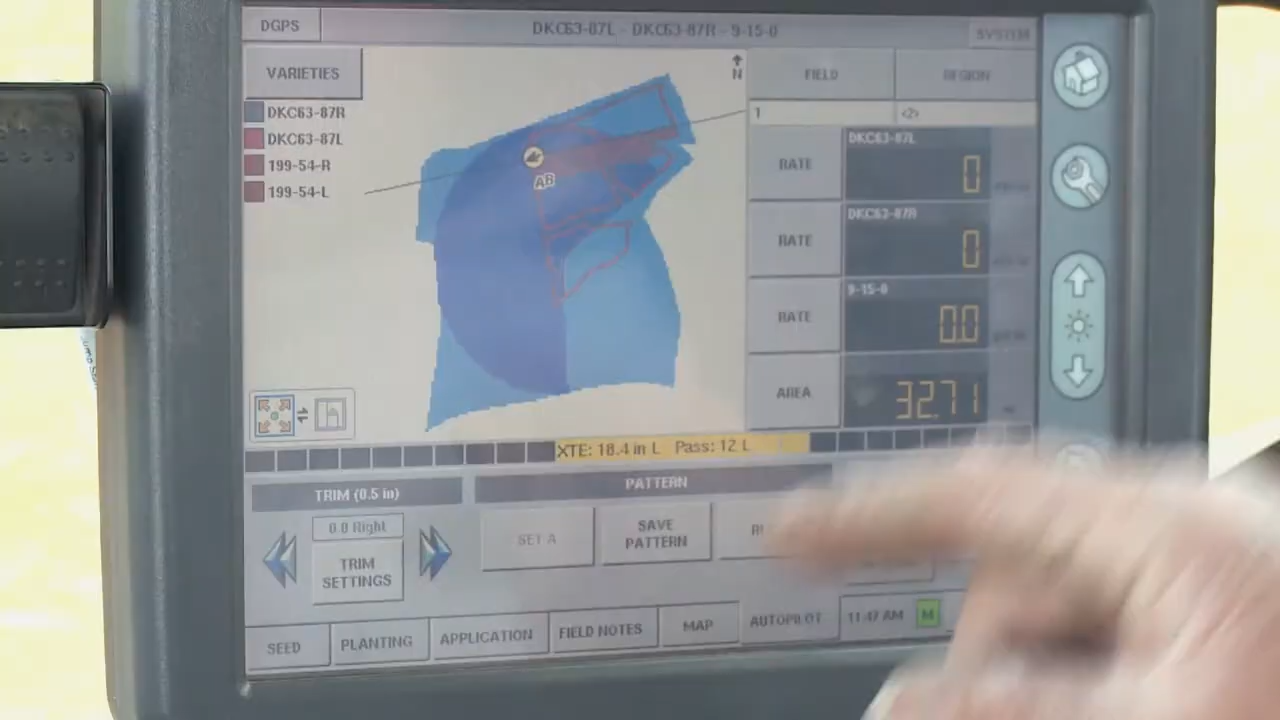 DGPS
DKC63-87L - DKC63-87R - 9-15-0
SYSTEM
VARIETIES
DKC63-87R
DKC63-87L
199-54-R
199-54-L
N
AB
FIELD
REGION
1
<2>
RATE
DKC63-87L
0
RATE
DKC63-87R
0
RATE
9-15-0
0.0
AREA
32.71
XTE: 18.4 in L Pass: 12 L
TRIM (0.5 in)
PATTERN
0.0 Right
TRIM
SETTINGS
SET A
SAVE
PATTERN
SEED
PLANTING
APPLICATION
FIELD NOTES
MAP
AUTOPILOT
11:47 AM
M